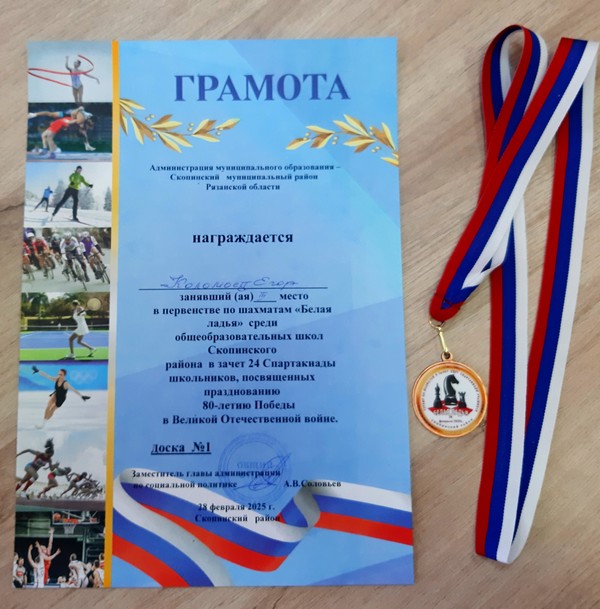 ГРАМОТА
Администрация муниципального образования –
Скопинский муниципальный район
Рязанской области
награждается
Коломоец Егор
занявший (ая) место
в первенстве по шахматам «Белая
ладья» среди
общеобразовательных школ
Скопинского
района в зачет 24 Спартакиады
школьников, посвященных
празднованию
80-летию Победы
в Великой Отечественной войне.
доска №1
Заместитель главы администрации
по социальной политике А.В.Соловьев
28 февраля 2025 г.
Скопинский район